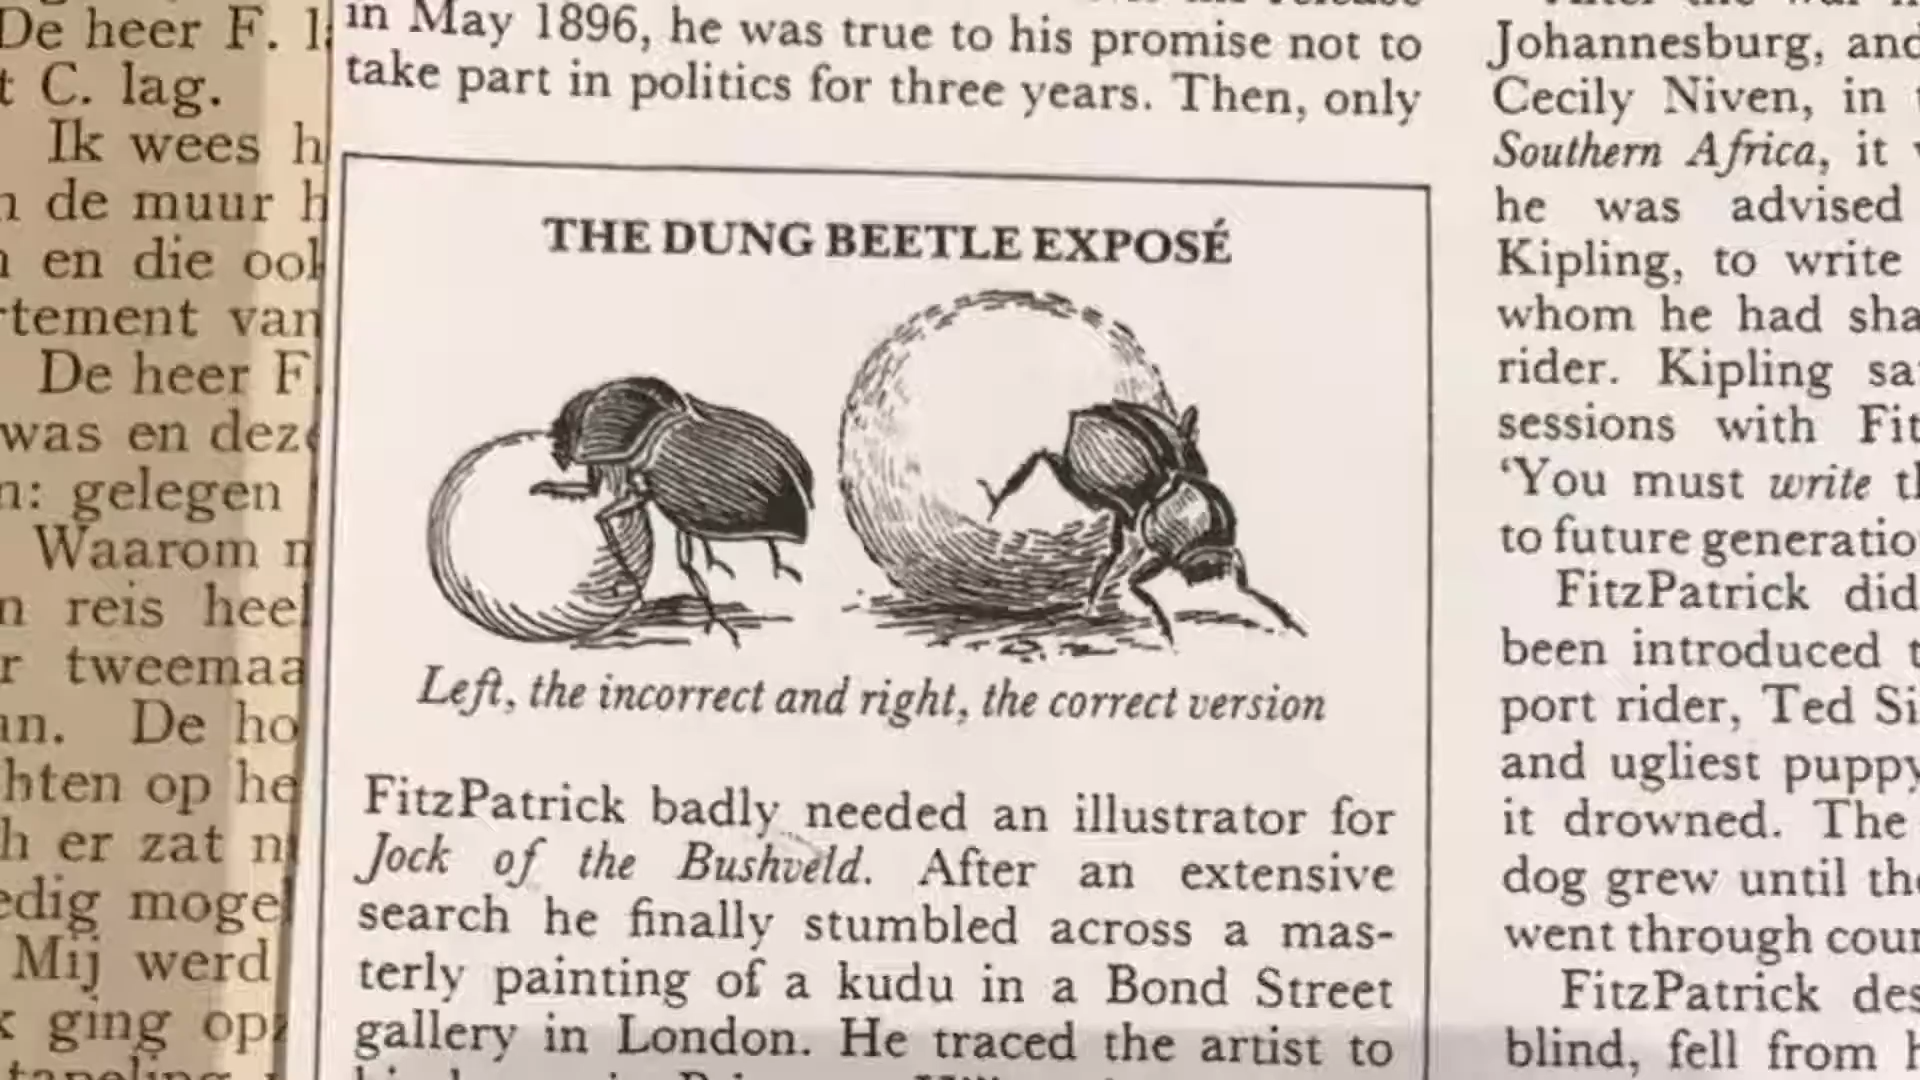 De heer F.
t C. lag.
Ik wees
de muur
en die
tement van
De heer F
was en
gelegen
Waarom
reis heel
tweemaa
De ho
hten op he
h er zat
edig moge
Mij werd
ging
in May 1896, he was true to his promise not to
take part in politics for three years. Then, only
THE DUNG BEETLE EXPOSÉ
Left, the incorrect and right, the correct version
FitzPatrick badly needed an illustrator for
Jock of the Bushveld. After an extensive
search he finally stumbled across a mas-
terly painting of a kudu in a Bond Street
gallery in London. He traced the artist to
Johannesburg, and
Cecily Niven, in
Southern Africa, it
he was advised
Kipling, to write
whom he had sha
rider. Kipling sa
sessions with Fit
‘You must write th
to future generatio
FitzPatrick did
been introduced t
port rider, Ted Si
and ugliest puppy
it drowned. The
dog grew until the
went through cour
FitzPatrick des
blind, fell from h